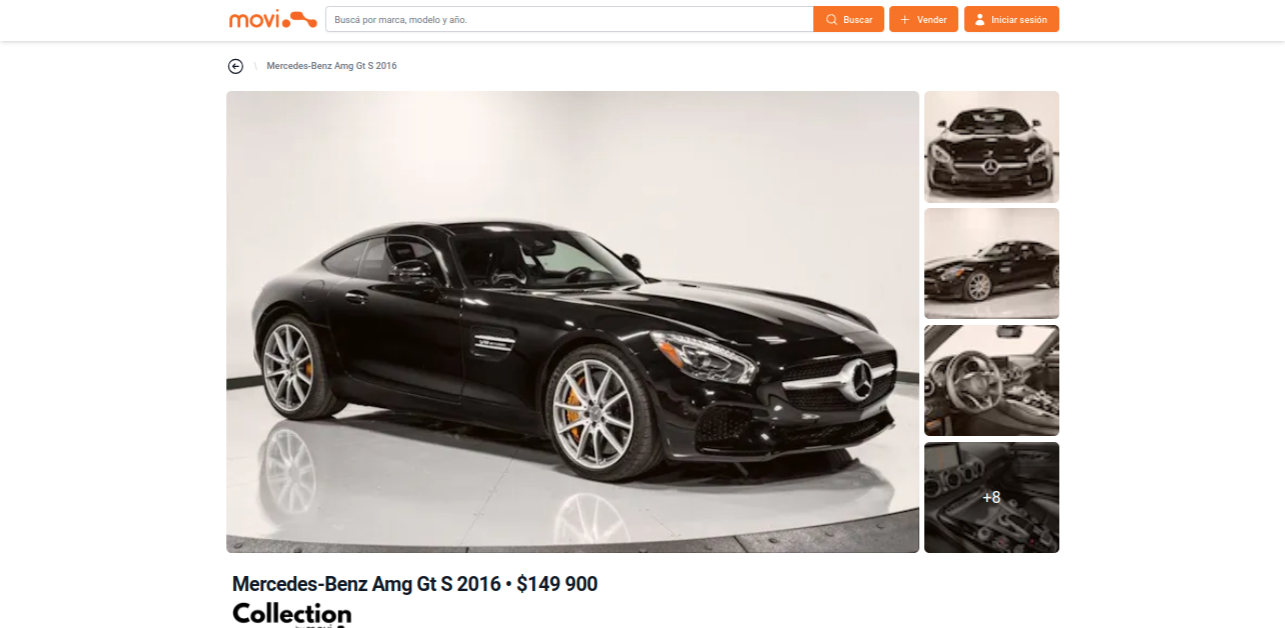 movi
Buscá por marca, modelo y año.
Buscar
+ Vender
Iniciar sesión
\ Mercedes-Benz Amg Gt S 2016
+8
Mercedes-Benz Amg Gt S 2016 • $149 900
Collection